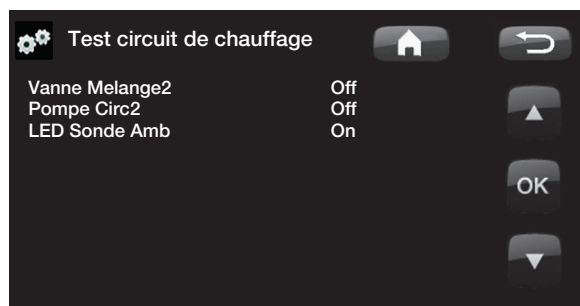 Test circuit de chauffage
Vanne Melange2 Off
Pompe Circ2 Off
LED Sonde Amb On
OK